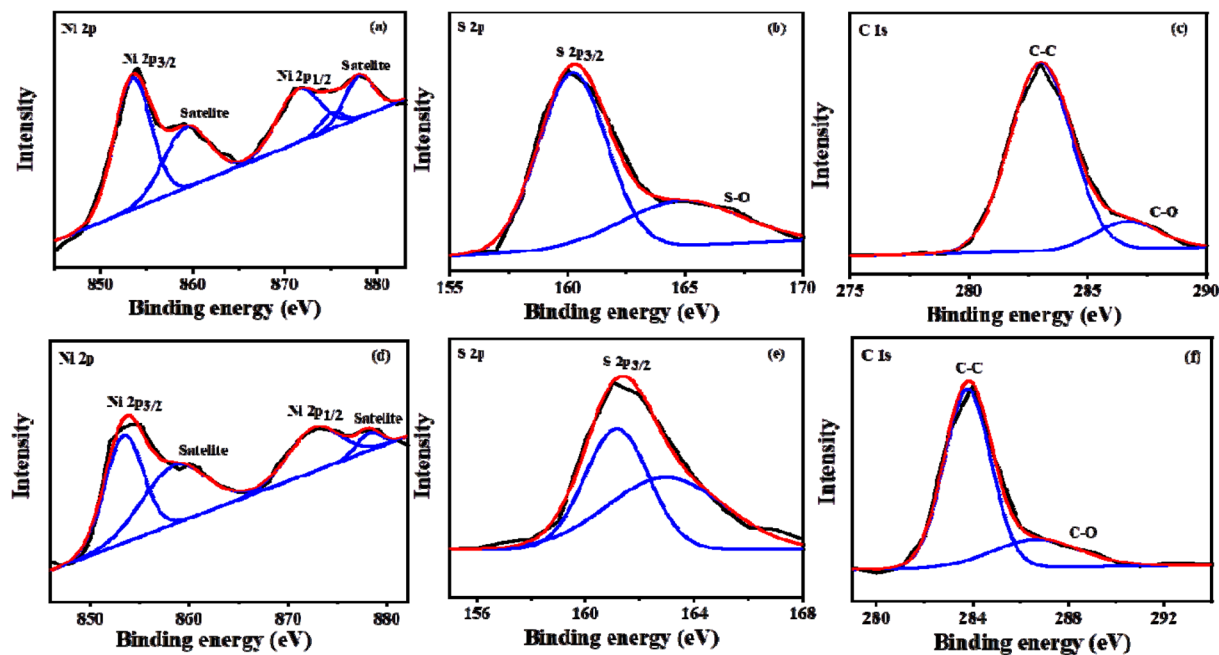 Ni 2p
(a)
Ni 2p3/2
Satelite
Ni 2p1/2
Satelite
Intensity
850 860 870 880
Binding energy (eV)
S 2p
(b)
S 2p3/2
S-O
Intensity
155 160 165 170
Binding energy (eV)
C 1s
(c)
C-C
C-O
Intensity
275 280 285 290
Binding energy (eV)
Ni 2p
(d)
Ni 2p3/2
Satelite
Ni 2p1/2
Satelite
Intensity
850 860 870 880
Binding energy (eV)
S 2p
(e)
S 2p3/2
Intensity
156 160 164 168
Binding energy (eV)
C 1s
(f)
C-C
C-O
Intensity
280 284 288 292
Binding energy (eV)